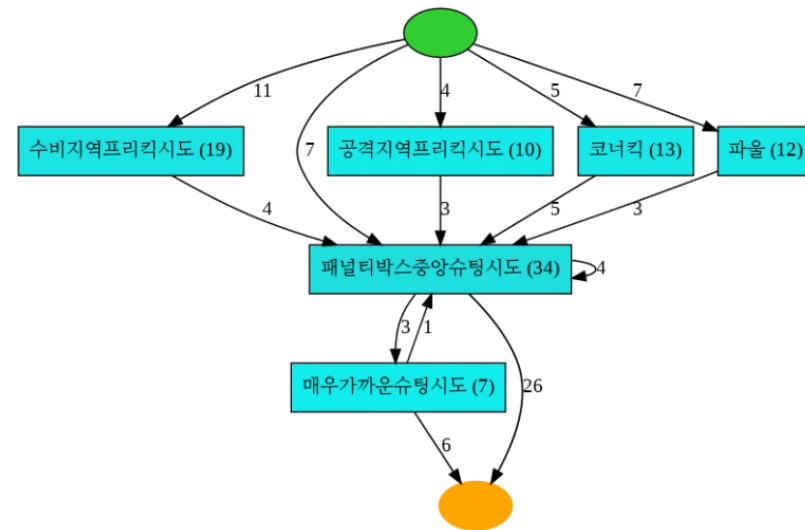 11
7
4
5
7
수비지역프리킥시도 (19)
공격지역프리킥시도 (10)
코너킥 (13)
파울 (12)
4
3
5
3
패널티박스중앙슈팅시도 (34)
4
3
1
매우가까운슈팅시도 (7)
26
6